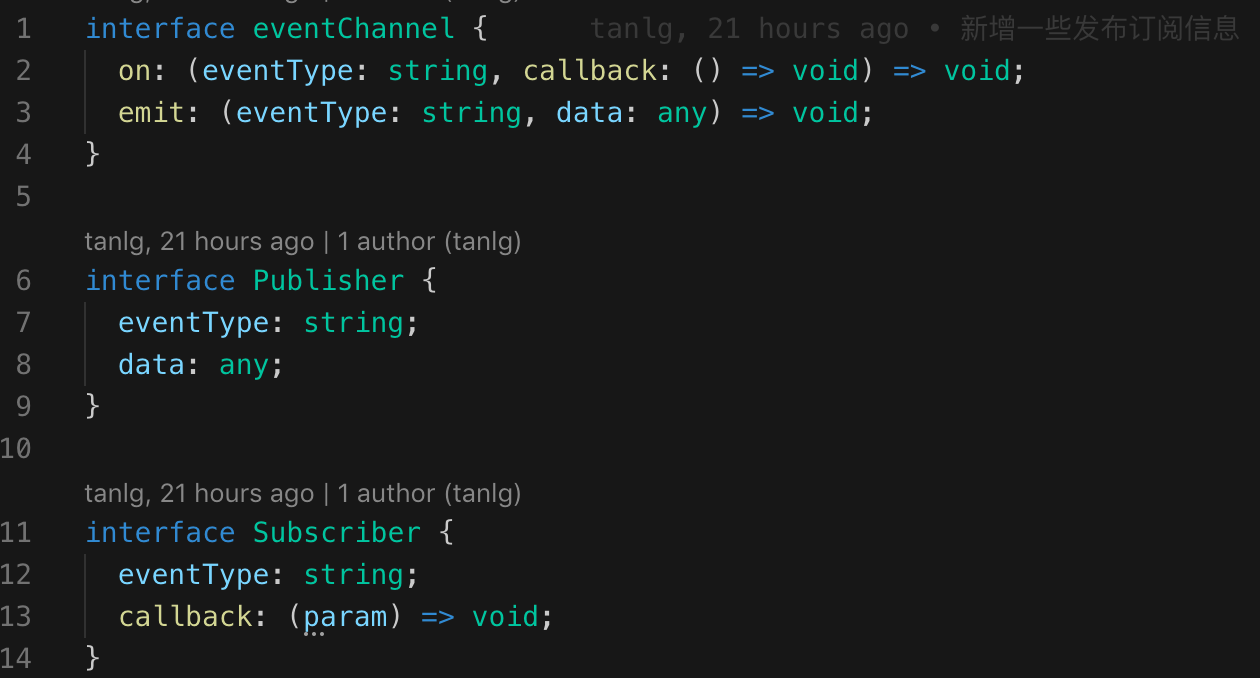 1 interface eventChannel { tanlg, 21 hours ago • 新增一些发布订阅信息
2 on: (eventType: string, callback: () => void) => void;
3 emit: (eventType: string, data: any) => void;
4 }
5
tanlg, 21 hours ago | 1 author (tanlg)
6 interface Publisher {
7 eventType: string;
8 data: any;
9 }
10
tanlg, 21 hours ago | 1 author (tanlg)
11 interface Subscriber {
12 eventType: string;
13 callback: (param) => void;
14 }